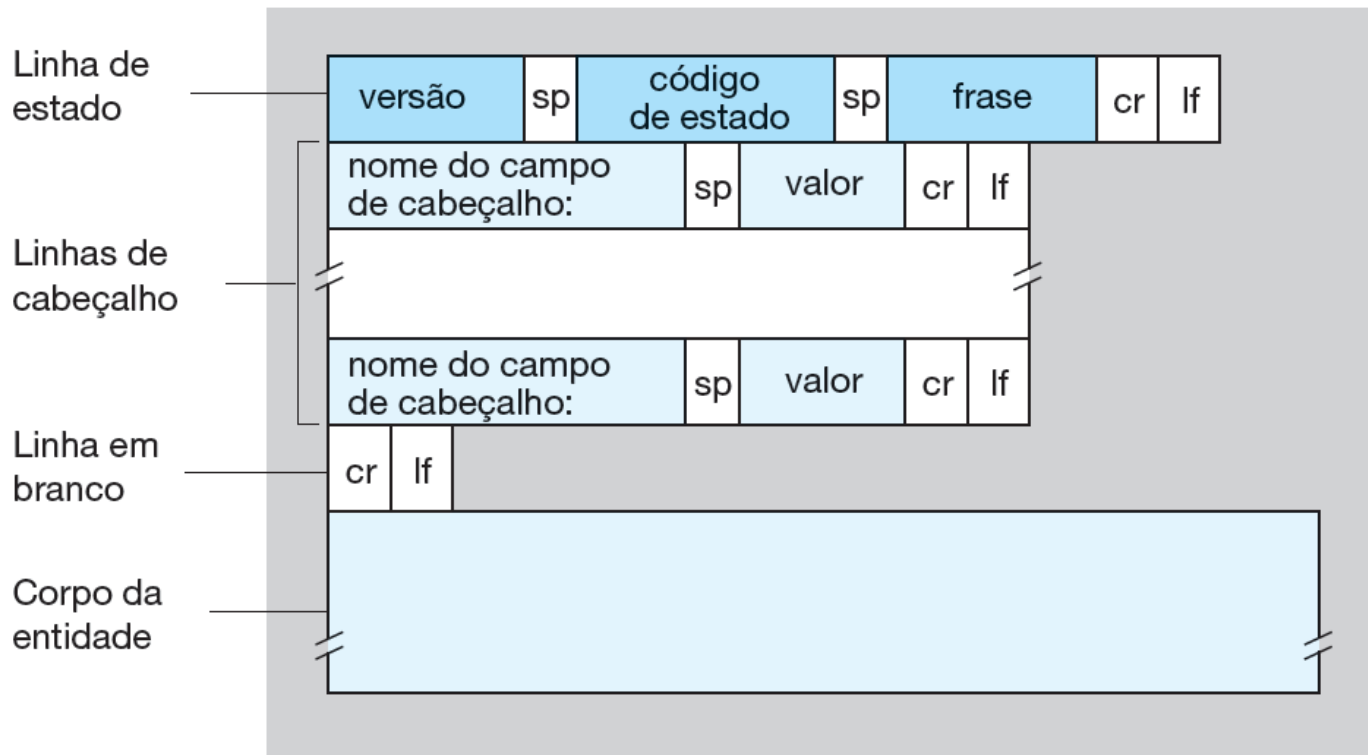 Linha de
estado
versão sp código
de estado sp frase cr lf
nome do campo
de cabeçalho: sp valor cr lf
Linhas de
cabeçalho
nome do campo
de cabeçalho: sp valor cr lf
Linha em
branco
cr lf
Corpo da
entidade